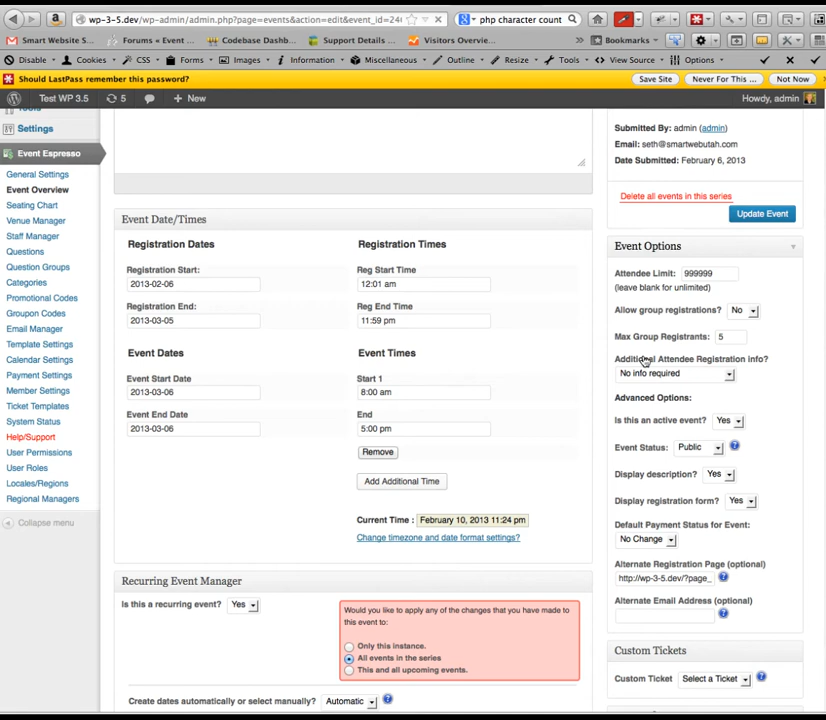 wp-3-5.dev/wp-admin/admin.php?page=events&action=edit&event_id=24
php character count
Smart Website S...
Forums « Event ...
Codebase Dashb...
Support Details ...
Visitors Overvie...
»
Bookmarks
Disable
Cookies
CSS
Forms
Images
Information
Miscellaneous
Outline
Resize
Tools
View Source
Options
Should LastPass remember this password?
Save Site
Never For This ...
Not Now
Test WP 3.5
5
+ New
Howdy, admin
Tools
Settings
Event Espresso
General Settings
Event Overview
Seating Chart
Venue Manager
Staff Manager
Questions
Question Groups
Categories
Promotional Codes
Groupon Codes
Email Manager
Template Settings
Calendar Settings
Payment Settings
Member Settings
Ticket Templates
System Status
Help/Support
User Permissions
User Roles
Locales/Regions
Regional Managers
Collapse menu
Event Date/Times
Registration Dates
Registration Times
Registration Start:
2013-02-06
Reg Start Time
12:01 am
Registration End:
2013-03-05
Reg End Time
11:59 pm
Event Dates
Event Times
Event Start Date
2013-03-06
Start 1
8:00 am
Event End Date
2013-03-06
End
5:00 pm
Remove
Add Additional Time
Current Time : February 10, 2013 11:24 pm
Change timezone and date format settings?
Recurring Event Manager
Is this a recurring event? Yes
Would you like to apply any of the changes that you have made to
this event to:
Only this instance.
All events in the series
This and all upcoming events.
Create dates automatically or select manually? Automatic
Submitted By: admin (admin)
Email: seth@smartwebutah.com
Date Submitted: February 6, 2013
Delete all events in this series
Update Event
Event Options
Attendee Limit: 999999
(leave blank for unlimited)
Allow group registrations? No
Max Group Registrants: 5
Additional Attendee Registration info?
No info required
Advanced Options:
Is this an active event? Yes
Event Status: Public
Display description? Yes
Display registration form? Yes
Default Payment Status for Event:
No Change
Alternate Registration Page (optional)
http://wp-3-5.dev/?page_
Alternate Email Address (optional)
Custom Tickets
Custom Ticket Select a Ticket